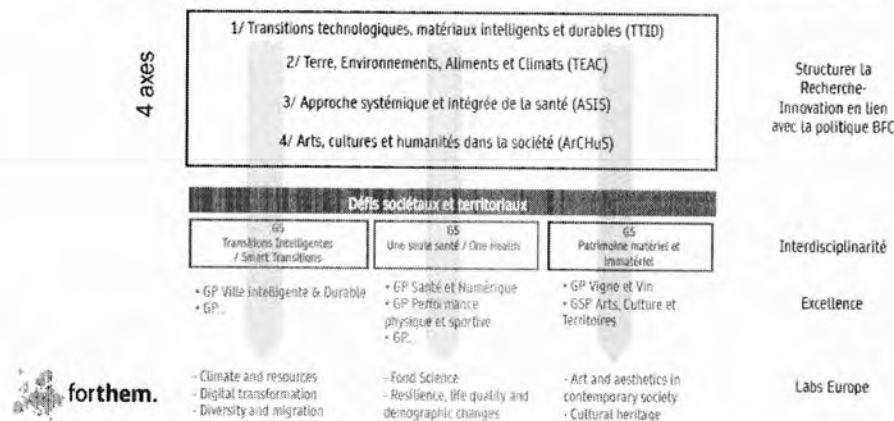 4 axes
1/ Transitions technologiques, matériaux intelligents et durables (TTID)
2/ Terre, Environnements, Aliments et Climats (TEAC)
3/ Approche systémique et intégrée de la santé (ASIS)
4/ Arts, cultures et humanités dans la société (ArCHuS)
Structurer la
Recherche-
Innovation en lien
avec la politique BFC
Défis sociétaux et territoriaux
GS
Transitions Intelligentes
/ Smart Transitions
GS
Une seule santé / One Health
GS
Patrimoine matériel et
Immatériel
Interdisciplinarité
• GP Ville Intelligente & Durable
• GP...
• GP Santé et Numérique
• GP Performance
physique et sportive
• GP...
• GP Vigne et Vin
• GSP Arts, Culture et
Territoires
Excellence
forthem.
- Climate and resources
- Digital transformation
- Diversity and migration
- Food Science
- Resilience, life quality and
demographic changes
- Art and aesthetics in
contemporary society
- Cultural heritage
Labs Europe